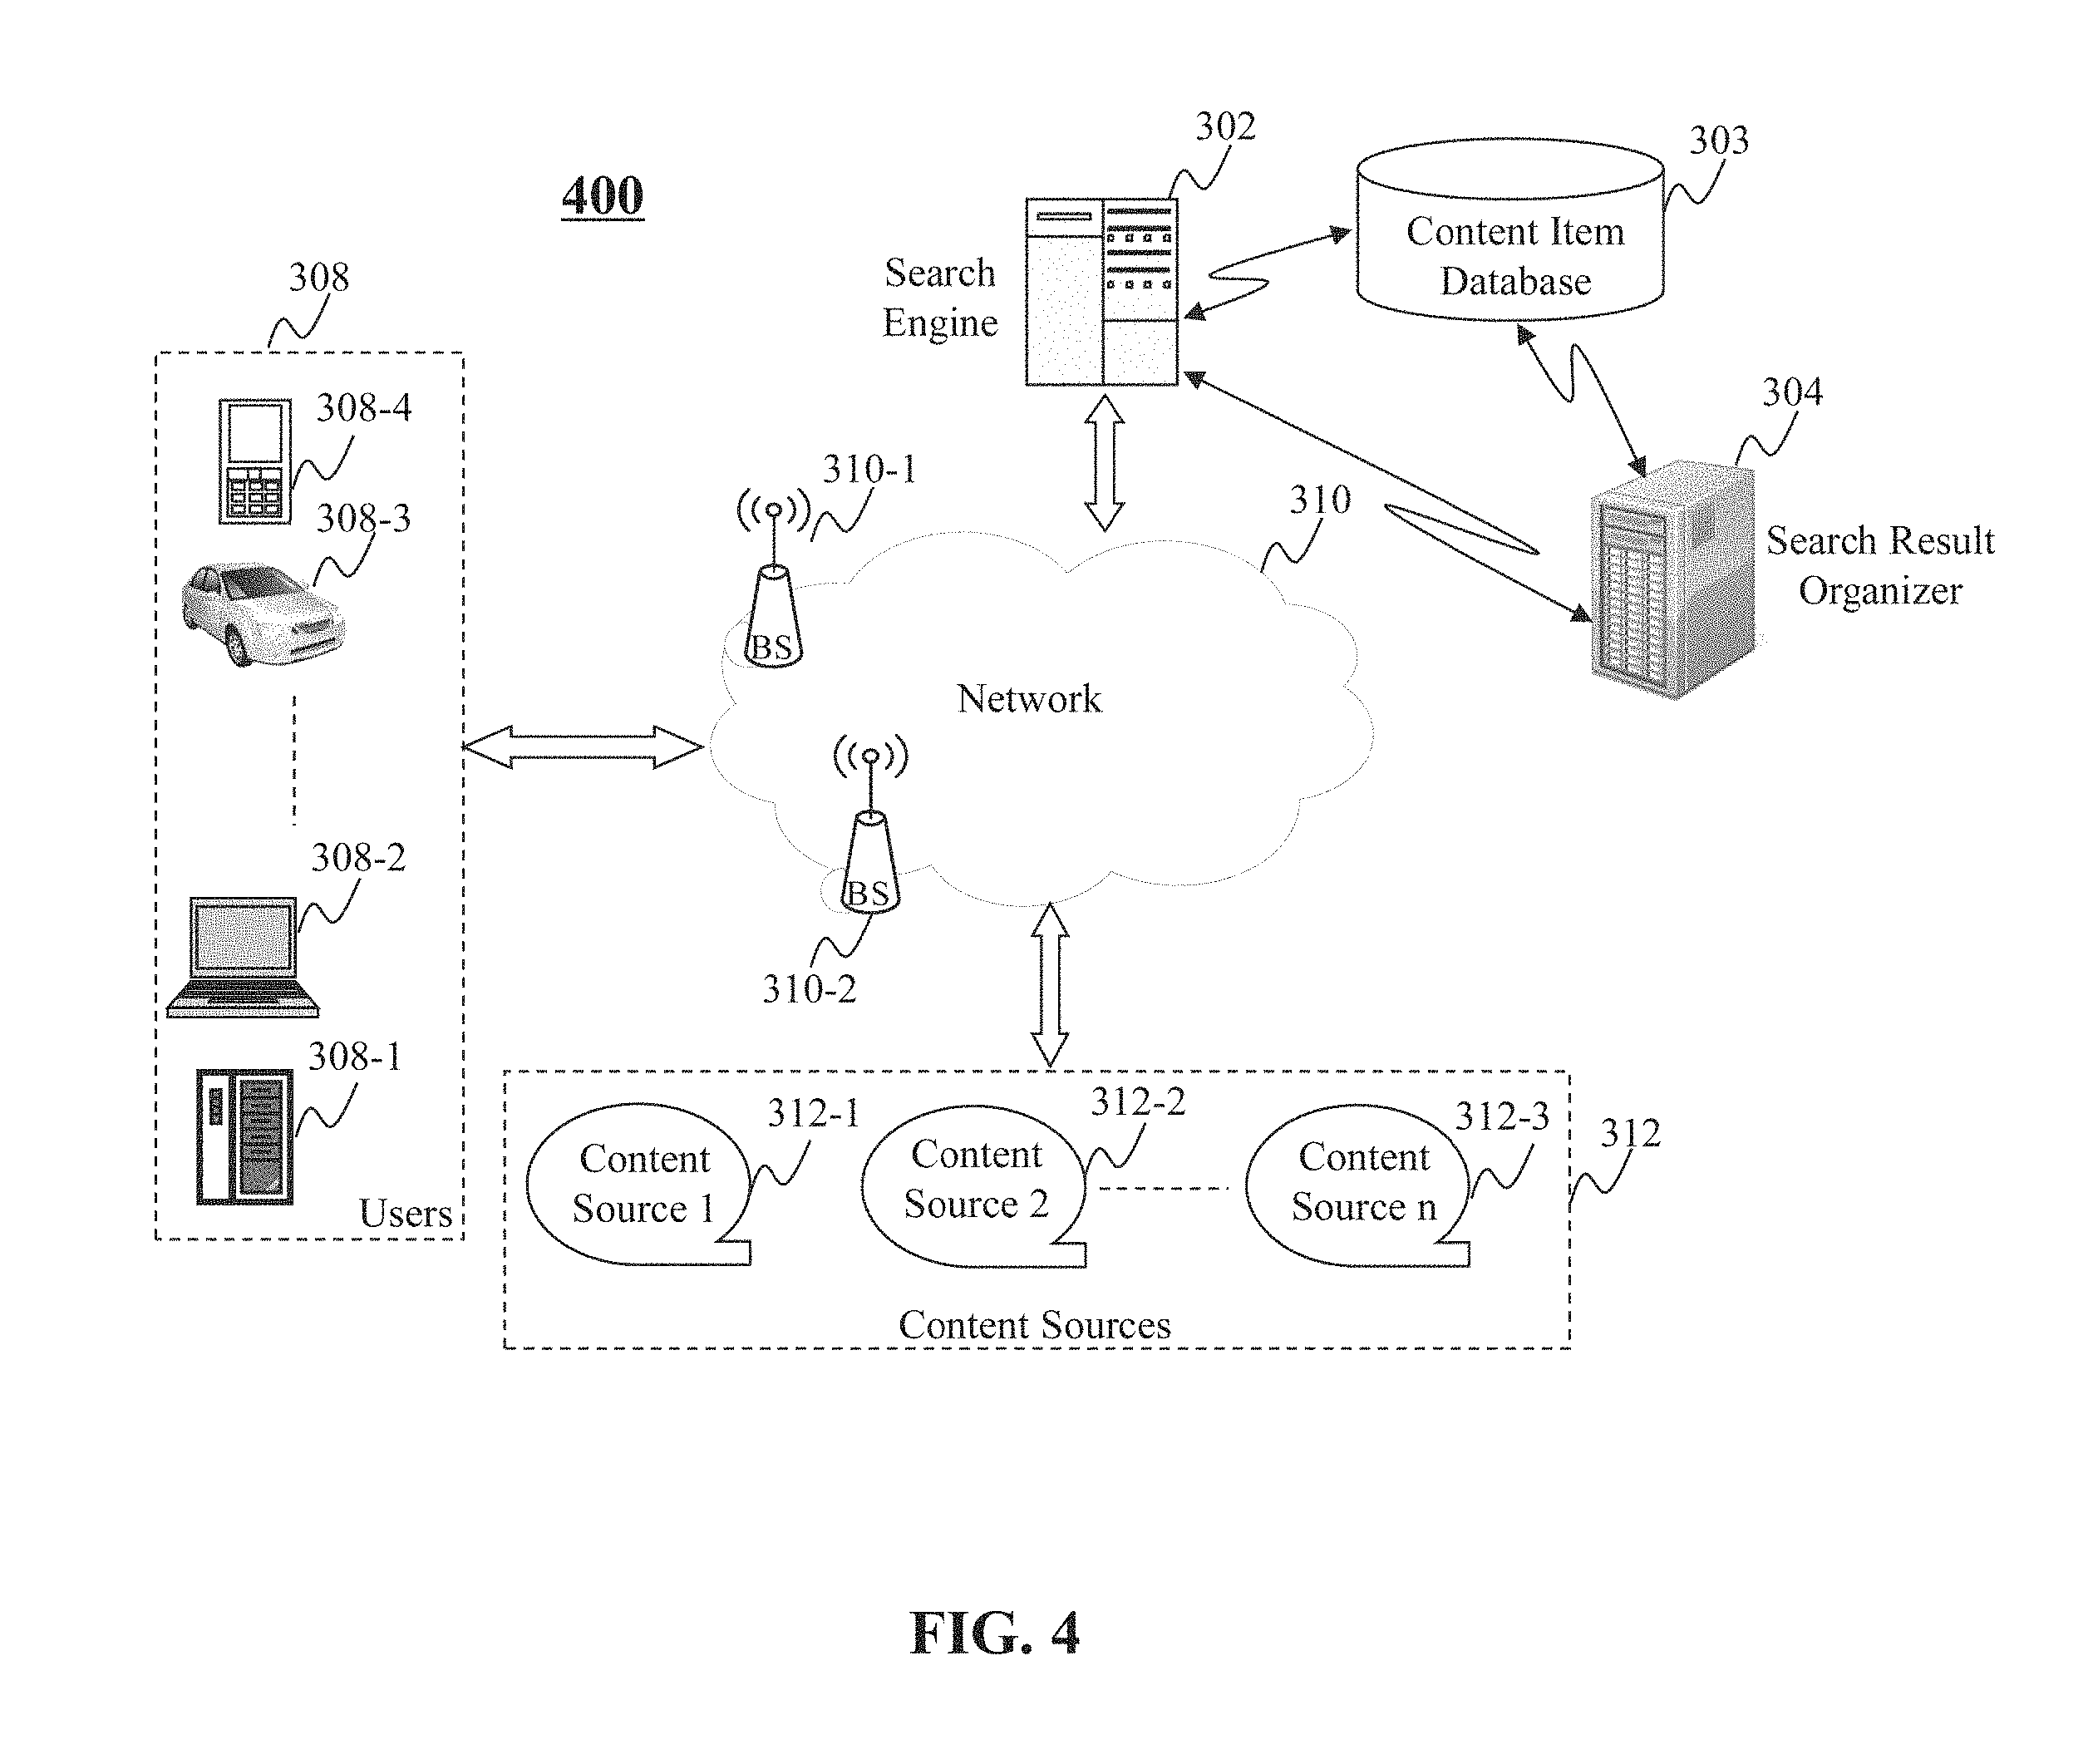 400
302
303
Content Item
Database
Search
Engine
308
308-4
308-3
308-2
308-1
Users
304
Search Result
Organizer
310-1
310
BS
Network
BS
310-2
312-1
312-2
312-3
312
Content
Source 1
Content
Source 2
Content
Source n
Content Sources
FIG. 4